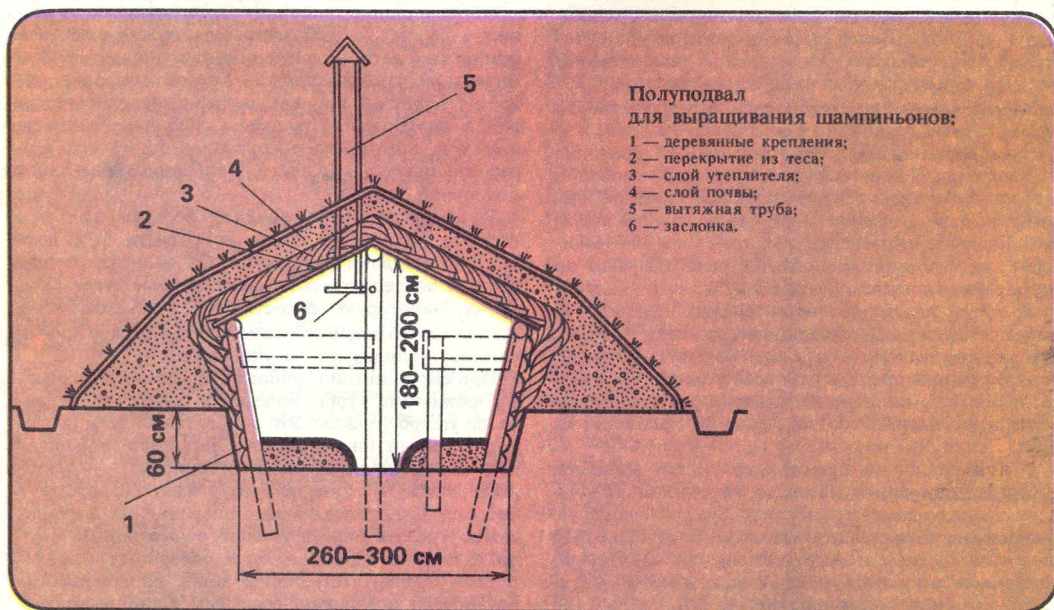 Полуподвал
для выращивания шампиньонов:
1 — деревянные крепления;
2 — перекрытие из теса;
3 — слой утеплителя;
4 — слой почвы;
5 — вытяжная труба;
6 — заслонка.
5
4
3
2
6
180–200 см
60 см
1
260–300 см